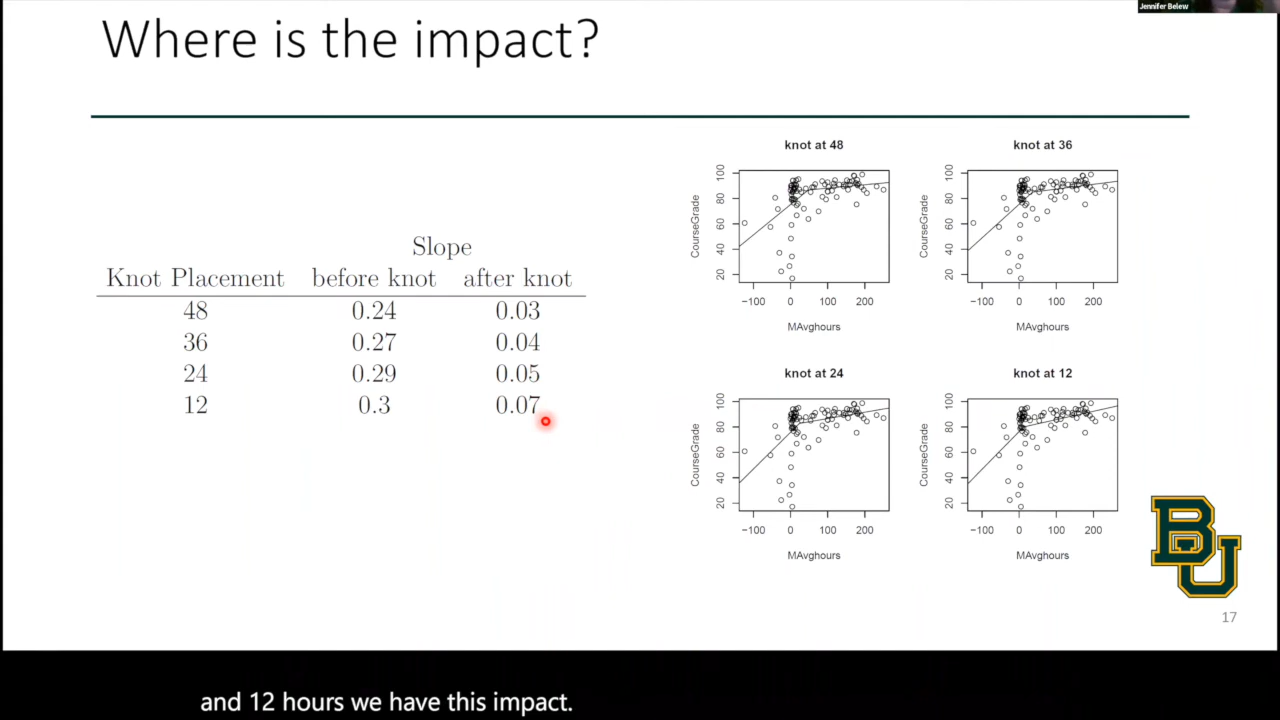 Jennifer Belew
Where is the impact?
Slope
Knot Placement before knot after knot
48 0.24 0.03
36 0.27 0.04
24 0.29 0.05
12 0.3 0.07
knot at 48
CourseGrade
20 40 60 80 100
−100 0 100 200
MAvghours
knot at 36
CourseGrade
20 40 60 80 100
−100 0 100 200
MAvghours
knot at 24
CourseGrade
20 40 60 80 100
−100 0 100 200
MAvghours
knot at 12
CourseGrade
20 40 60 80 100
−100 0 100 200
MAvghours
BU
17
and 12 hours we have this impact.